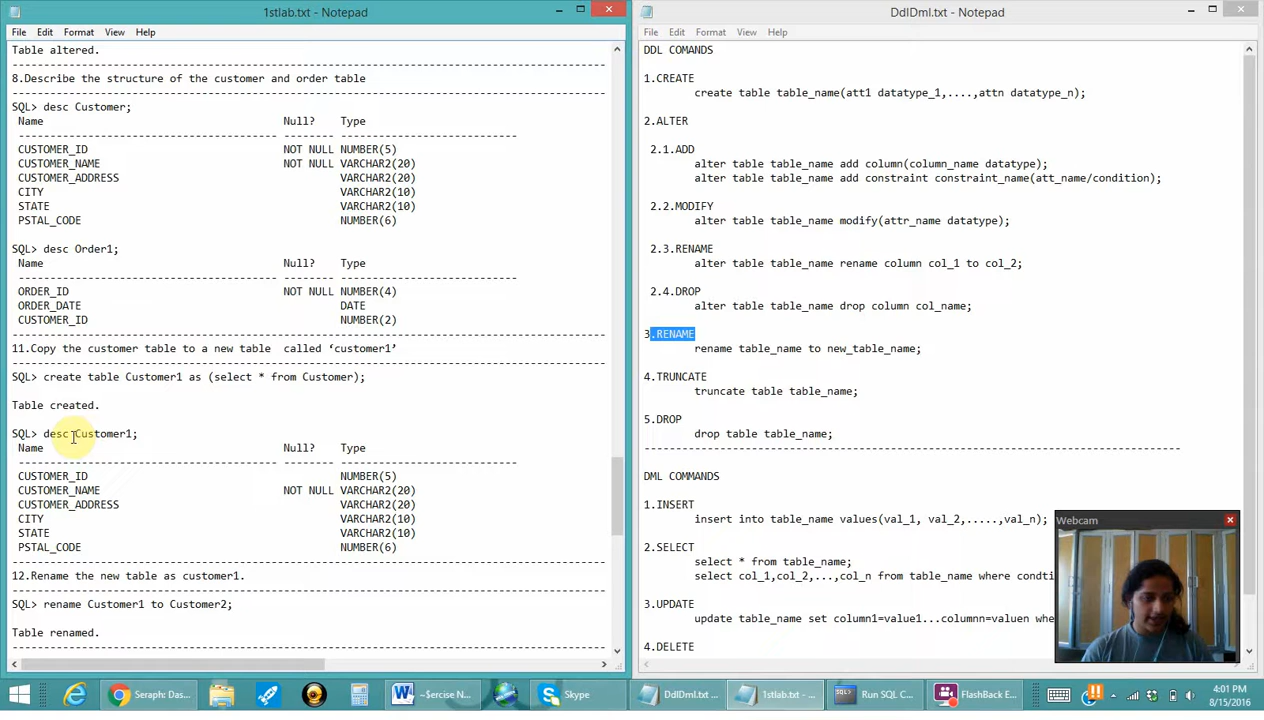 1stlab.txt - Notepad
File Edit Format View Help
Table altered.
--------------------------------------------------------------------------------------------
8.Describe the structure of the customer and order table
--------------------------------------------------------------------------------------------
SQL> desc Customer;
Name Null? Type
----------------------------------------- -------- ----------------------------
CUSTOMER_ID NOT NULL NUMBER(5)
CUSTOMER_NAME NOT NULL VARCHAR2(20)
CUSTOMER_ADDRESS VARCHAR2(20)
CITY VARCHAR2(10)
STATE VARCHAR2(10)
PSTAL_CODE NUMBER(6)
SQL> desc Order1;
Name Null? Type
----------------------------------------- -------- ----------------------------
ORDER_ID NOT NULL NUMBER(4)
ORDER_DATE DATE
CUSTOMER_ID NUMBER(2)
--------------------------------------------------------------------------------------------
11.Copy the customer table to a new table called ‘customer1’
--------------------------------------------------------------------------------------------
SQL> create table Customer1 as (select * from Customer);
Table created.
SQL> desc Customer1;
Name Null? Type
----------------------------------------- -------- ----------------------------
CUSTOMER_ID NUMBER(5)
CUSTOMER_NAME NOT NULL VARCHAR2(20)
CUSTOMER_ADDRESS VARCHAR2(20)
CITY VARCHAR2(10)
STATE VARCHAR2(10)
PSTAL_CODE NUMBER(6)
--------------------------------------------------------------------------------------------
12.Rename the new table as customer1.
--------------------------------------------------------------------------------------------
SQL> rename Customer1 to Customer2;
Table renamed.
--------------------------------------------------------------------------------------------
DdlDml.txt - Notepad
File Edit Format View Help
DDL COMANDS
1.CREATE
create table table_name(att1 datatype_1,....,attn datatype_n);
2.ALTER
2.1.ADD
alter table table_name add column(column_name datatype);
alter table table_name add constraint constraint_name(att_name/condition);
2.2.MODIFY
alter table table_name modify(attr_name datatype);
2.3.RENAME
alter table table_name rename column col_1 to col_2;
2.4.DROP
alter table table_name drop column col_name;
3.RENAME
rename table_name to new_table_name;
4.TRUNCATE
truncate table table_name;
5.DROP
drop table table_name;
-------------------------------------------------------------------------------------
DML COMMANDS
1.INSERT
insert into table_name values(val_1, val_2,.....,val_n);
2.SELECT
select * from table_name;
select col_1,col_2,...,col_n from table_name where condti
3.UPDATE
update table_name set column1=value1...columnn=valuen whe
4.DELETE
Webcam
Seraph: Das...
~$ercise N...
Skype
DdlDml.txt ...
1stlab.txt - ...
Run SQL C...
FlashBack E...
4:01 PM
8/15/2016